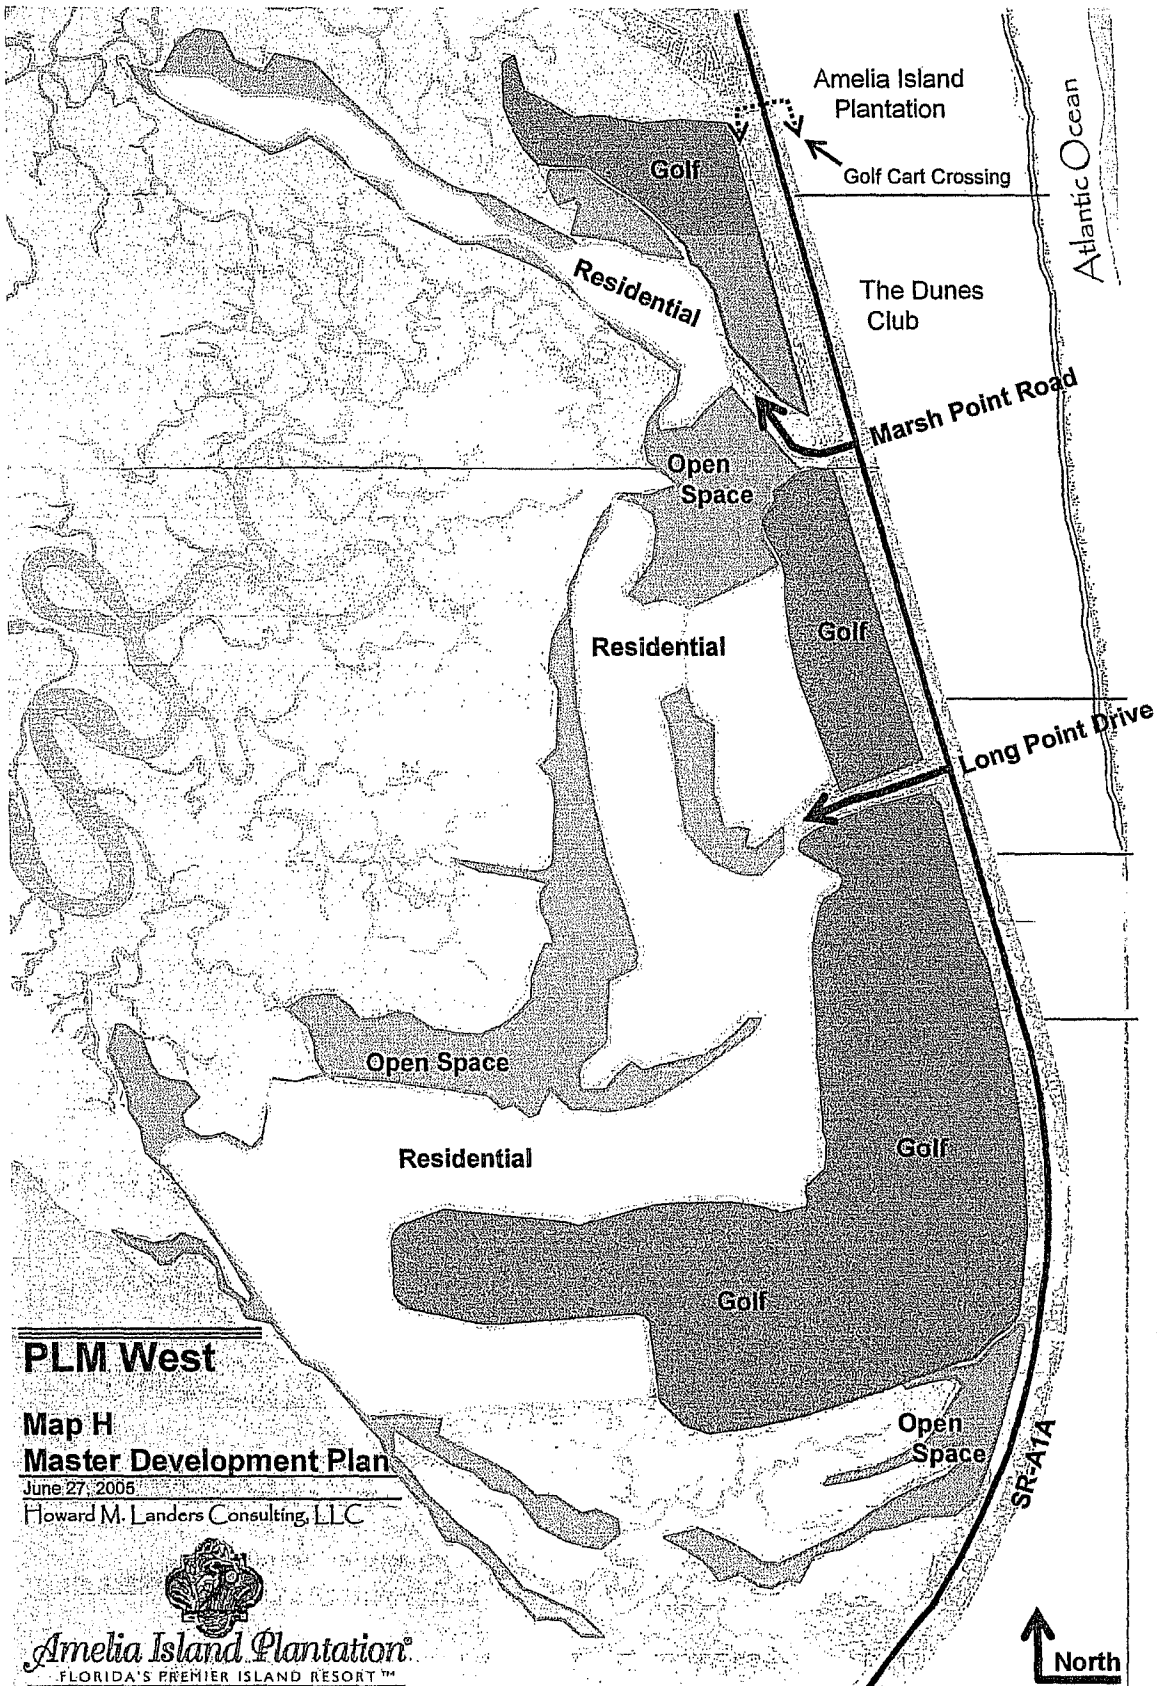 Amelia Island
Plantation
Atlantic Ocean
Golf
Golf Cart Crossing
Residential
The Dunes
Club
Marsh Point Road
Open
Space
Residential
Golf
Long Point Drive
Open Space
Residential
Golf
Golf
PLM West
Map H
Master Development Plan
June 27, 2005
Howard M. Landers Consulting, LLC
Open
Space
SR-A1A
Amelia Island Plantation®
FLORIDA'S PREMIER ISLAND RESORT™
North